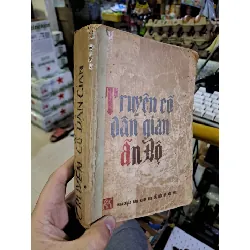 Truyện cổ
dân gian
ấn Độ
TRUYỆN CỔ DÂN GIAN